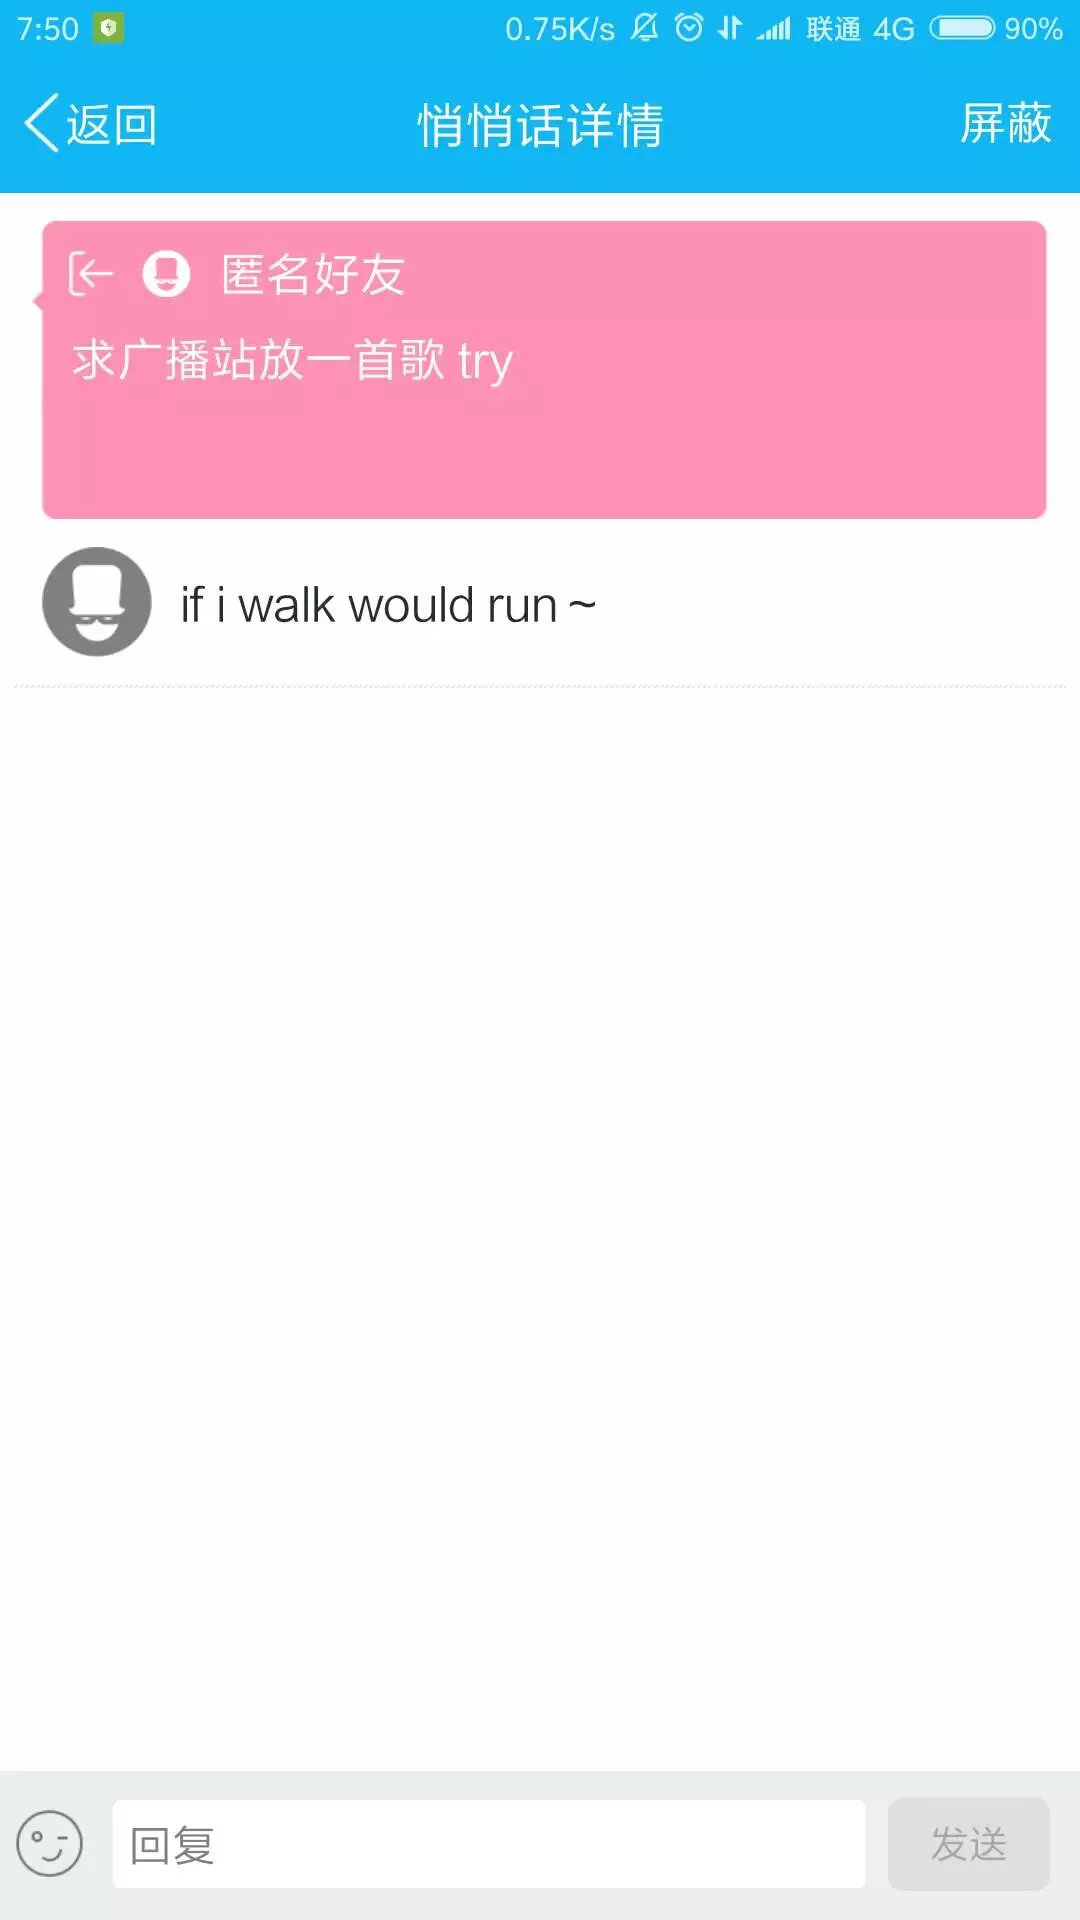 7:50 0.75K/s 联通 4G 90%
返回 悄悄话详情 屏蔽
匿名好友
求广播站放一首歌 try
if i walk would run ~
回复 发送